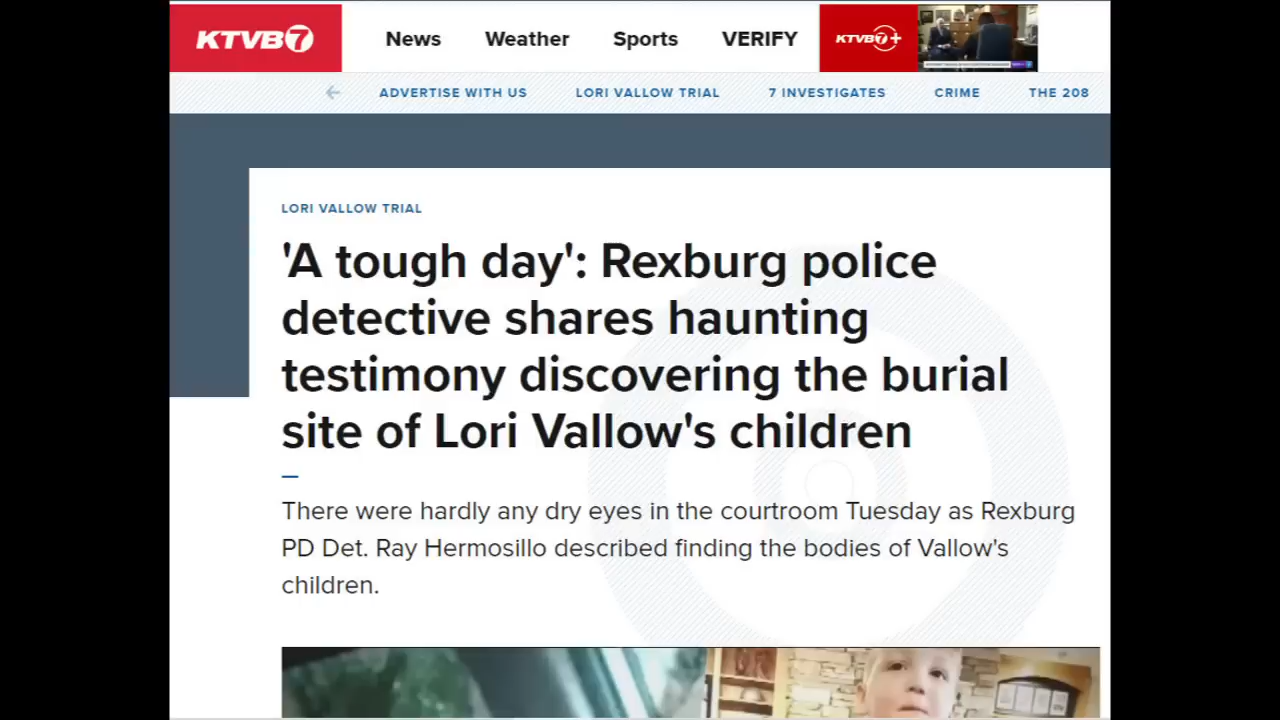 KTVB7
News
Weather
Sports
VERIFY
KTVB7+
ADVERTISE WITH US
LORI VALLOW TRIAL
7 INVESTIGATES
CRIME
THE 208
LORI VALLOW TRIAL
'A tough day': Rexburg police
detective shares haunting
testimony discovering the burial
site of Lori Vallow's children
There were hardly any dry eyes in the courtroom Tuesday as Rexburg
PD Det. Ray Hermosillo described finding the bodies of Vallow's
children.